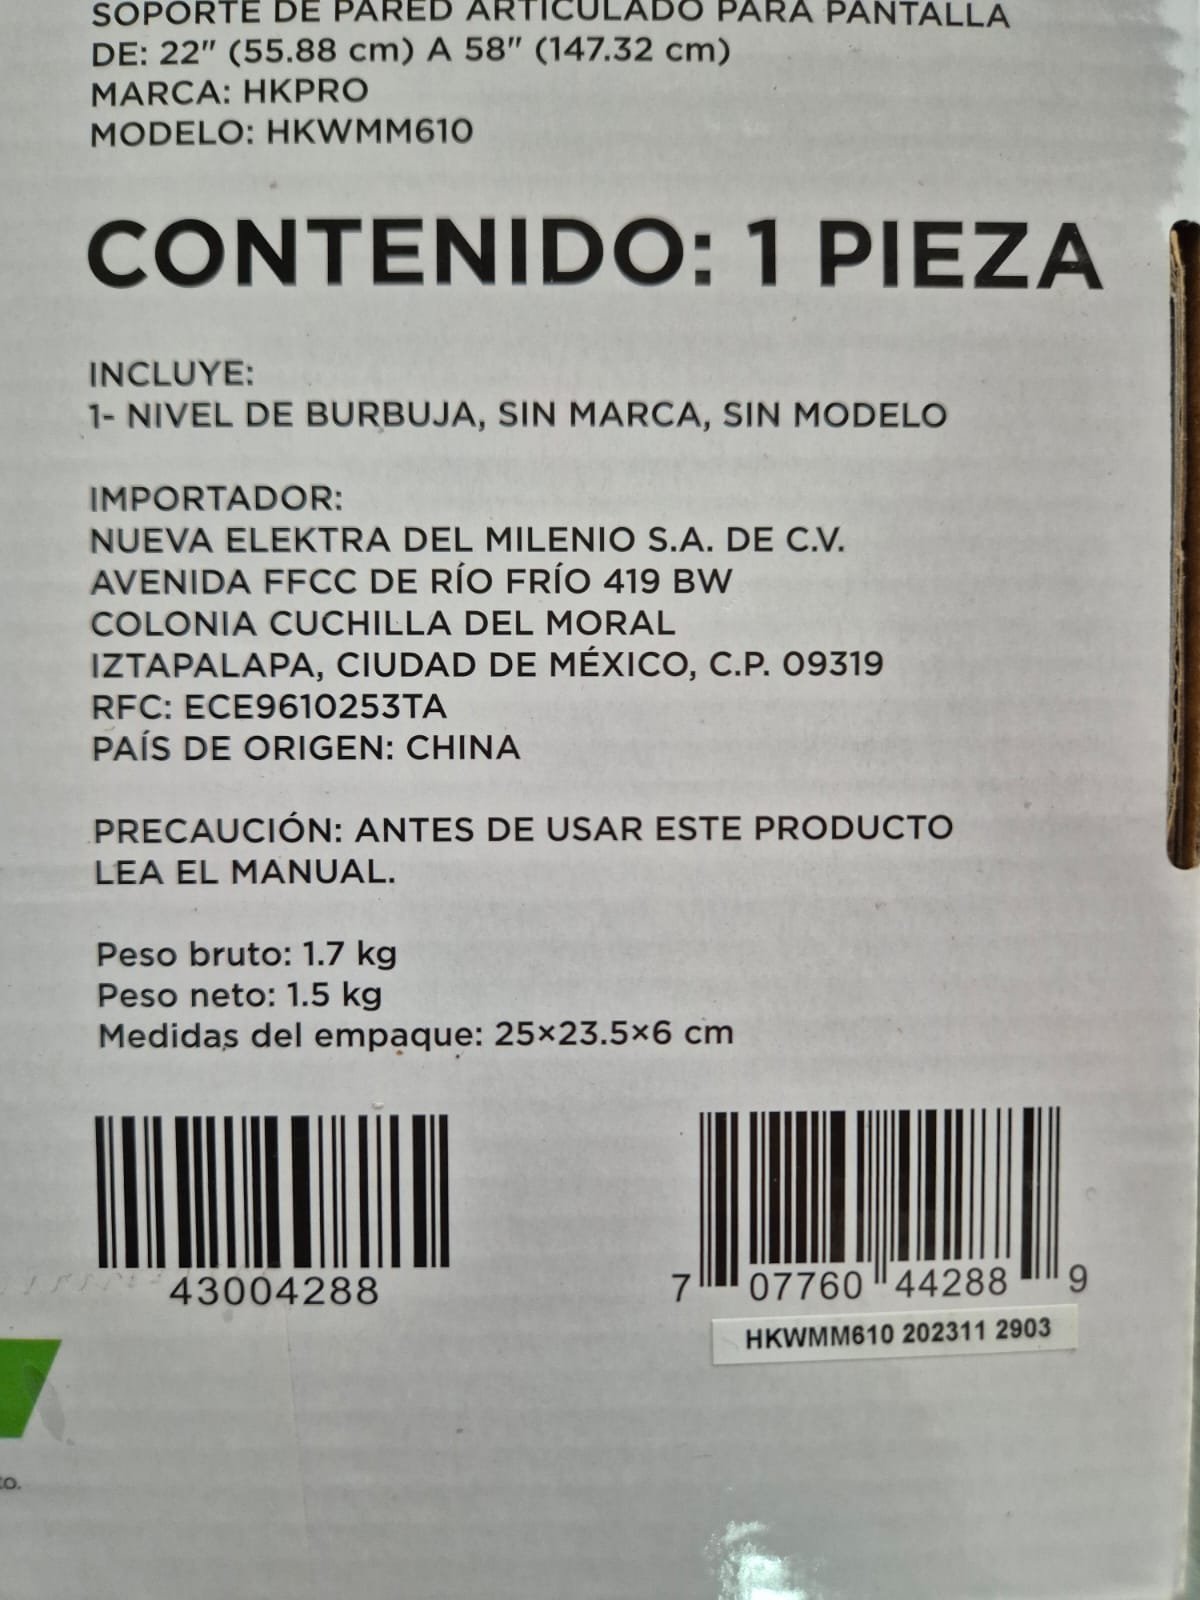 SOPORTE DE PARED ARTICULADO PARA PANTALLA
DE: 22" (55.88 cm) A 58" (147.32 cm)
MARCA: HKPRO
MODELO: HKWMM610
CONTENIDO: 1 PIEZA
INCLUYE:
1- NIVEL DE BURBUJA, SIN MARCA, SIN MODELO
IMPORTADOR:
NUEVA ELEKTRA DEL MILENIO S.A. DE C.V.
AVENIDA FFCC DE RÍO FRÍO 419 BW
COLONIA CUCHILLA DEL MORAL
IZTAPALAPA, CIUDAD DE MÉXICO, C.P. 09319
RFC: ECE9610253TA
PAÍS DE ORIGEN: CHINA
PRECAUCIÓN: ANTES DE USAR ESTE PRODUCTO
LEA EL MANUAL.
Peso bruto: 1.7 kg
Peso neto: 1.5 kg
Medidas del empaque: 25×23.5×6 cm
43004288
7 07760 44288 9
HKWMM610 202311 2903